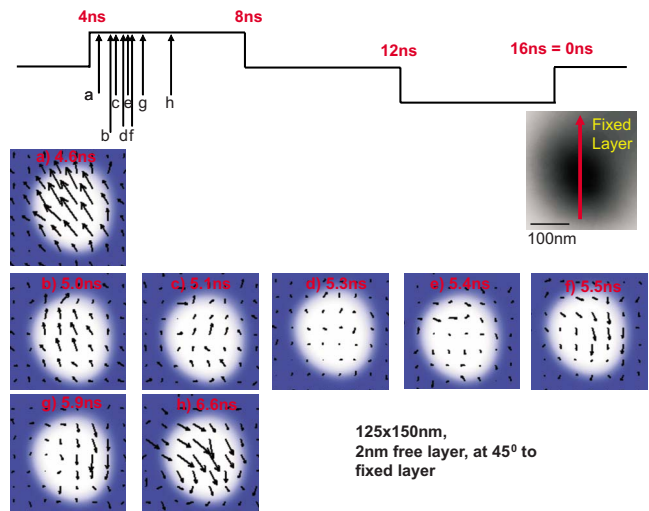 4ns
8ns
12ns
16ns = 0ns
a
b
c
d
e
f
g
h
Fixed
Layer
100nm
a) 4.6ns
b) 5.0ns
c) 5.1ns
d) 5.3ns
e) 5.4ns
f) 5.5ns
g) 5.9ns
h) 6.6ns
125x150nm,
2nm free layer, at 45⁰ to
fixed layer